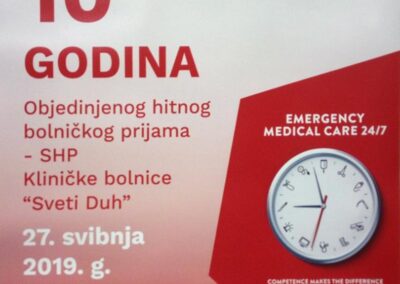 10
GODINA
Objedinjenog hitnog
bolničkog prijama
- SHP
Kliničke bolnice
“Sveti Duh”
27. svibnja
2019. g.
EMERGENCY
MEDICAL CARE 24/7
COMPETENCE MAKES THE DIFFERENCE